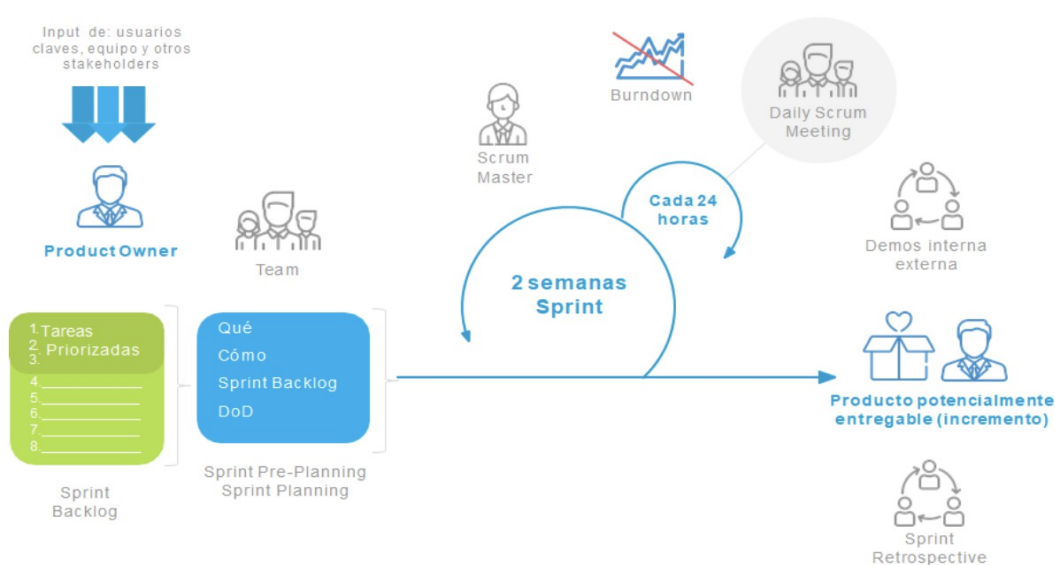 Input de: usuarios
claves, equipo y otros
stakeholders
Product Owner
Team
Scrum
Master
Burndown
Daily Scrum
Meeting
Cada 24
horas
2 semanas
Sprint
Demos interna
externa
1. Tareas
2. Priorizadas
3.
4.
5.
6.
7.
8.
Sprint
Backlog
Qué
Cómo
Sprint Backlog
DoD
Sprint Pre-Planning
Sprint Planning
Producto potencialmente
entregable (incremento)
Sprint
Retrospective